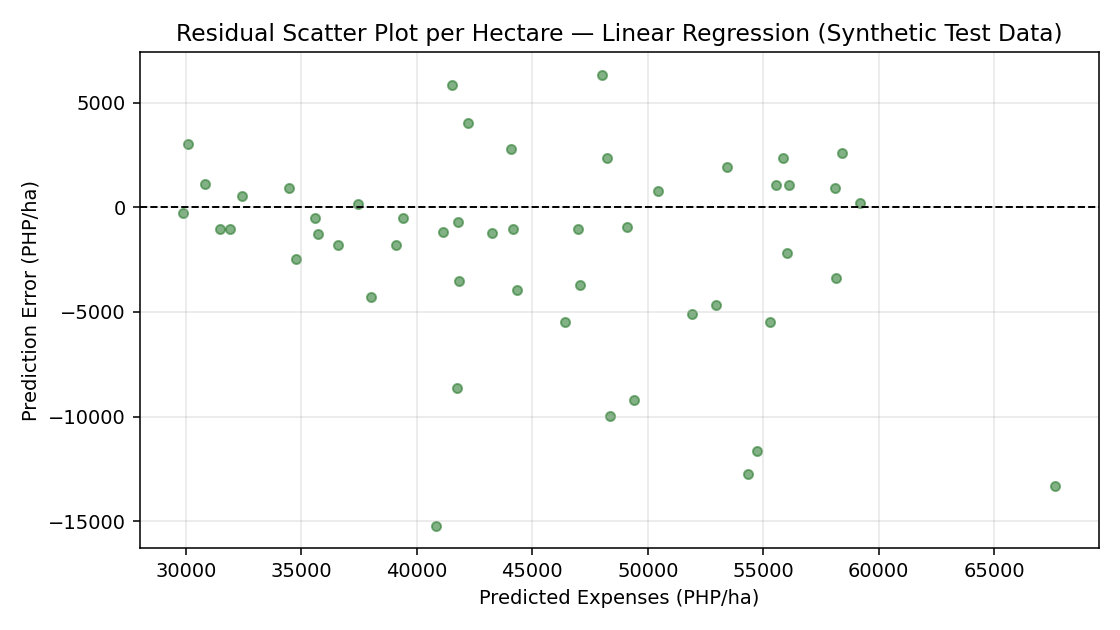 Residual Scatter Plot per Hectare — Linear Regression (Synthetic Test Data)
Prediction Error (PHP/ha)
5000
0
−5000
−10000
−15000
30000 35000 40000 45000 50000 55000 60000 65000
Predicted Expenses (PHP/ha)